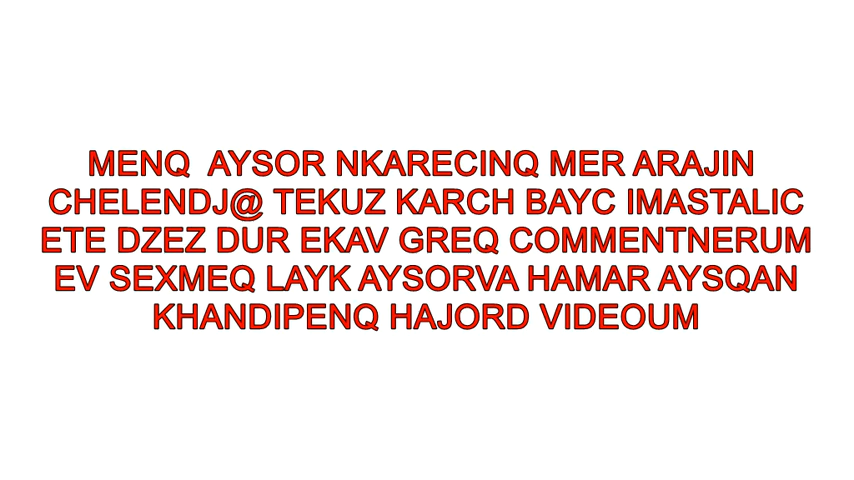 MENQ  AYSOR NKARECINQ MER ARAJIN
CHELENDJ@ TEKUZ KARCH BAYC IMASTALIC
ETE DZEZ DUR EKAV GREQ COMMENTNERUM
EV SEXMEQ LAYK AYSORVA HAMAR AYSQAN
KHANDIPENQ HAJORD VIDEOUM